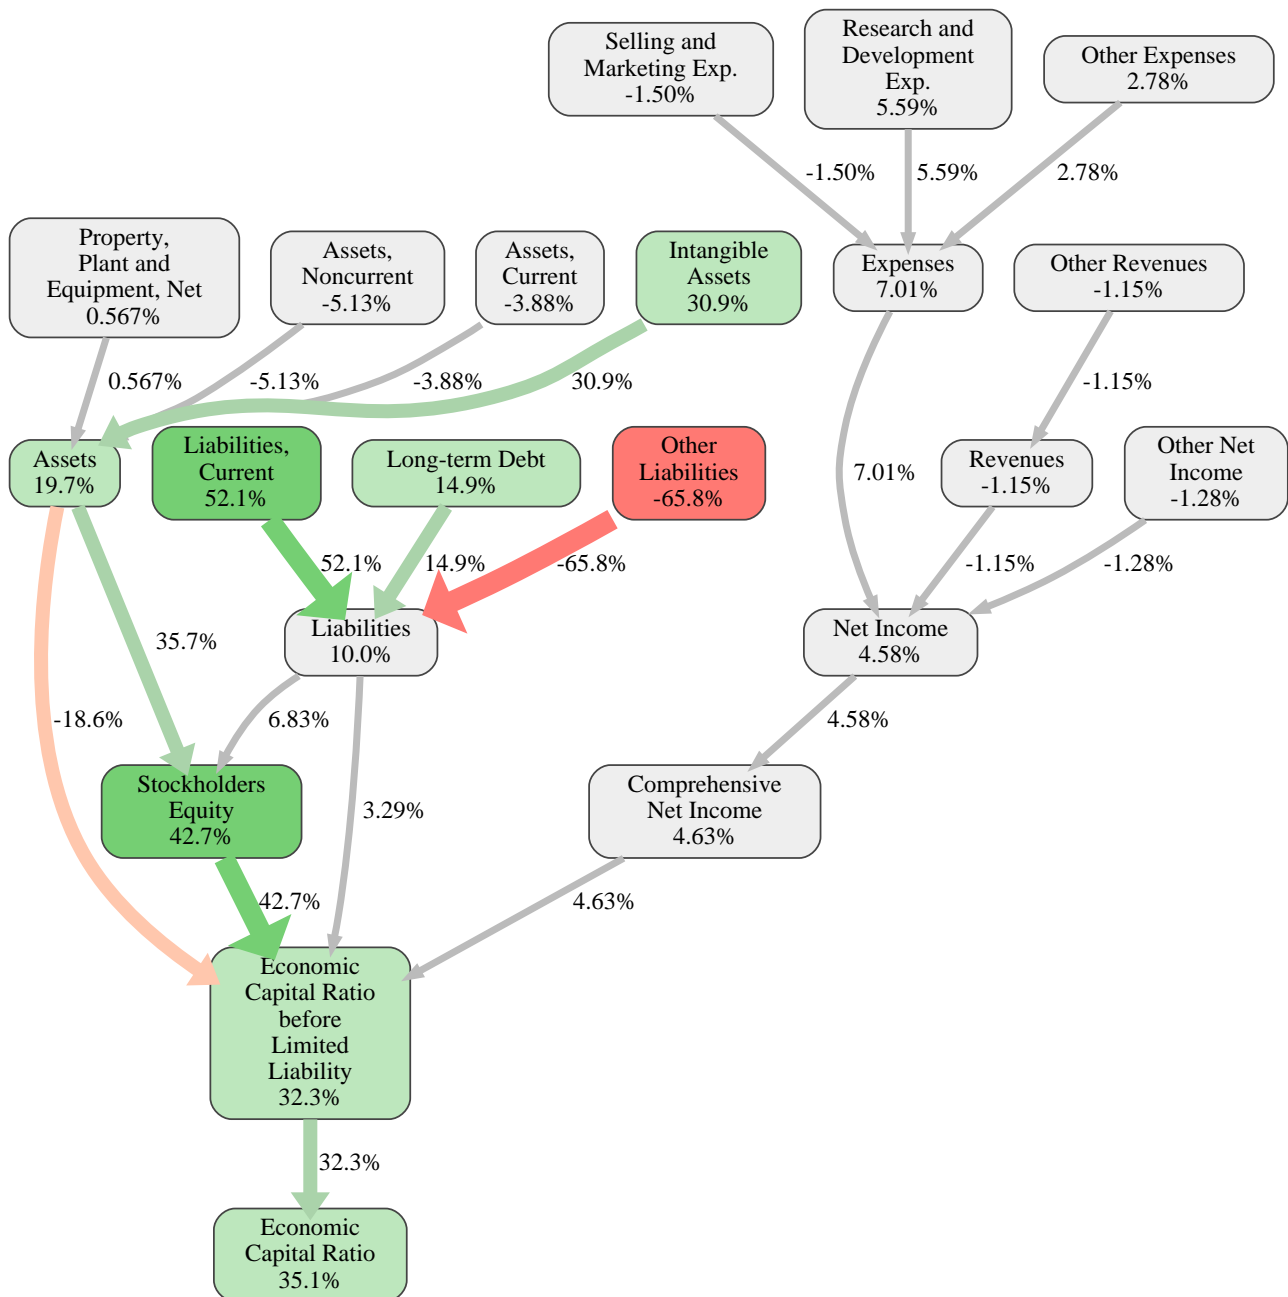 Selling and
Marketing Exp.
-1.50%
Research and
Development
Exp.
5.59%
Other Expenses
2.78%
-1.50%
5.59%
2.78%
Property,
Plant and
Equipment, Net
0.567%
Assets,
Noncurrent
-5.13%
Assets,
Current
-3.88%
Intangible
Assets
30.9%
Expenses
7.01%
Other Revenues
-1.15%
0.567%
-5.13%
-3.88%
30.9%
-1.15%
Assets
19.7%
Liabilities,
Current
52.1%
Long-term Debt
14.9%
Other
Liabilities
-65.8%
7.01%
Revenues
-1.15%
Other Net
Income
-1.28%
52.1%
14.9%
-65.8%
-1.15%
-1.28%
35.7%
Liabilities
10.0%
Net Income
4.58%
-18.6%
6.83%
4.58%
Stockholders
Equity
42.7%
3.29%
Comprehensive
Net Income
4.63%
42.7%
4.63%
Economic
Capital Ratio
before
Limited
Liability
32.3%
32.3%
Economic
Capital Ratio
35.1%